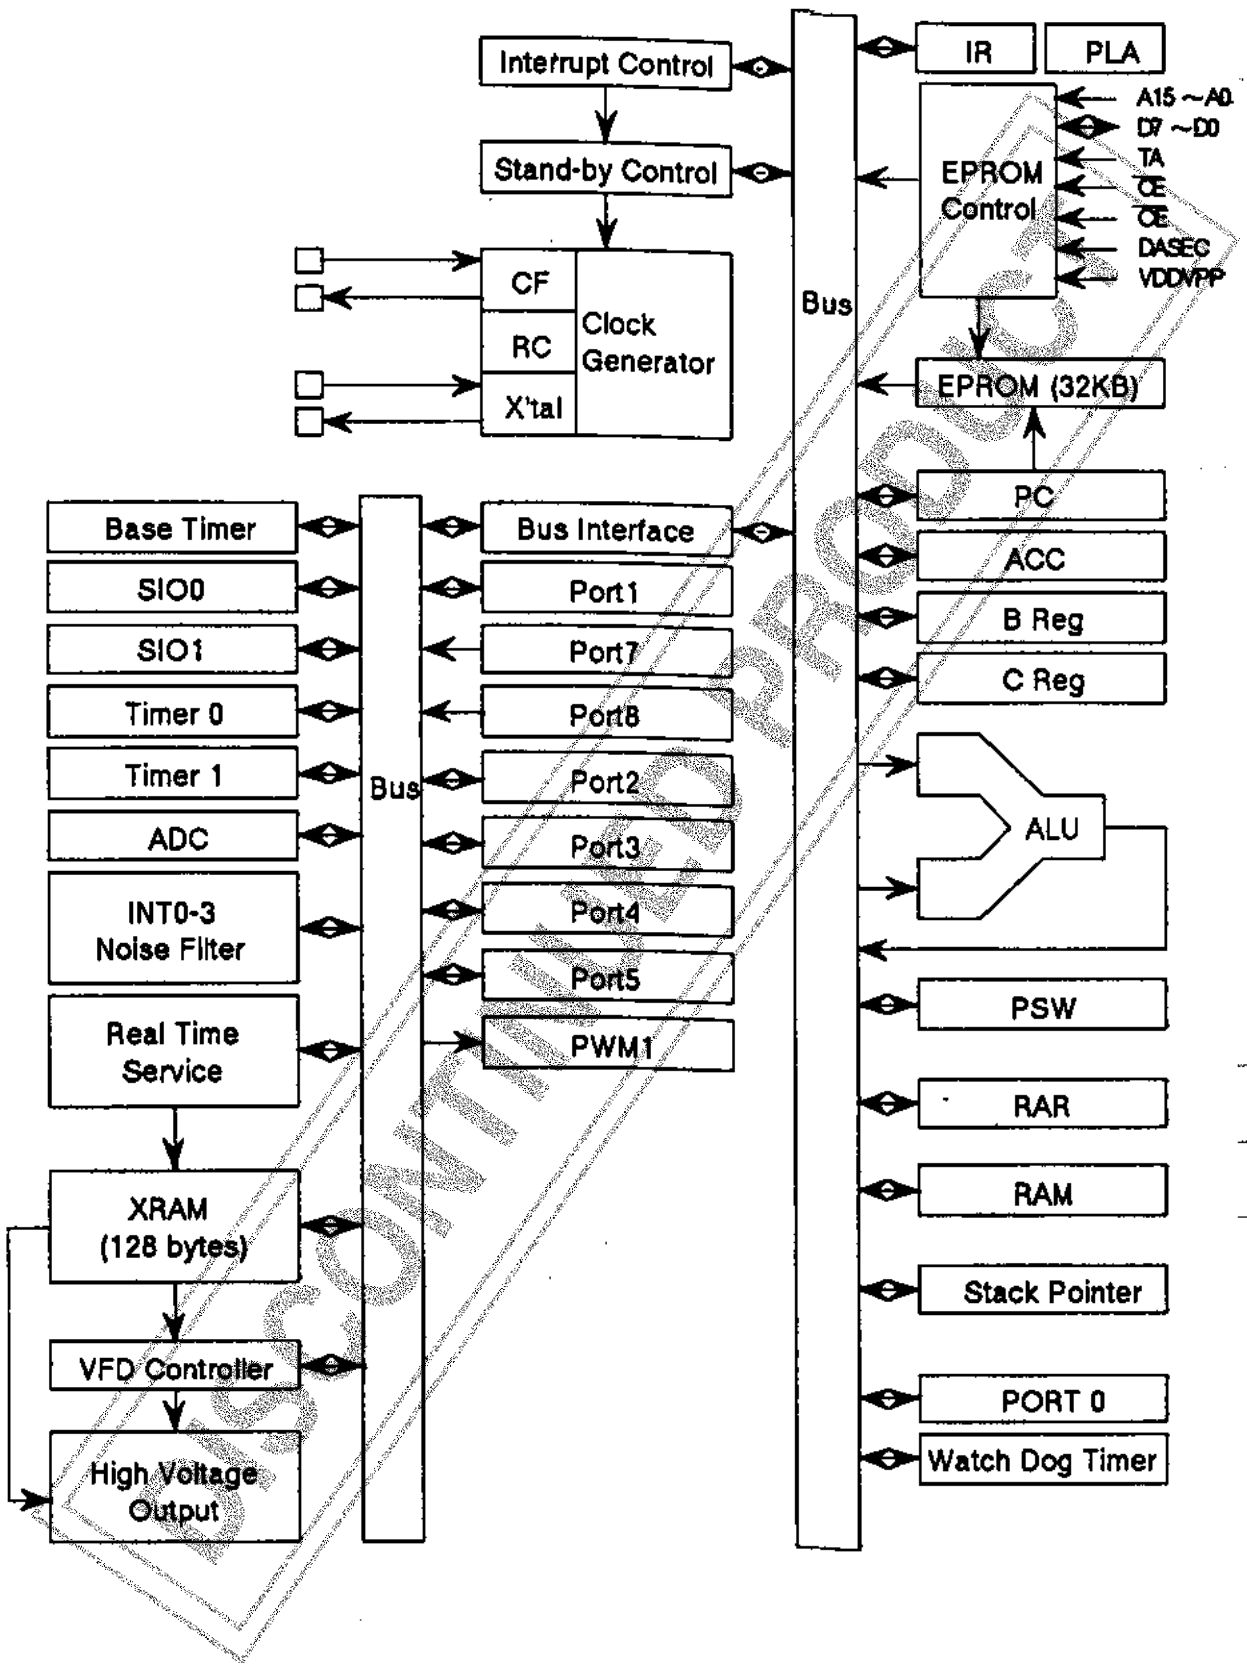 Interrupt Control
Stand-by Control
CF
RC
X'tal
Clock
Generator
Bus
IR
PLA
EPROM
Control
A15 ~A0
D7 ~D0
TA
CE
OE
DASEC
VDDVPP
EPROM (32KB)
PC
ACC
B Reg
C Reg
ALU
PSW
RAR
RAM
Stack Pointer
PORT 0
Watch Dog Timer
Base Timer
SIO0
SIO1
Timer 0
Timer 1
ADC
INT0-3
Noise Filter
Real Time
Service
XRAM
(128 bytes)
VFD Controller
High Voltage
Output
Bus
Bus Interface
Port1
Port7
Port8
Port2
Port3
Port4
Port5
PWM1
DISCONTINUED PRODUCT